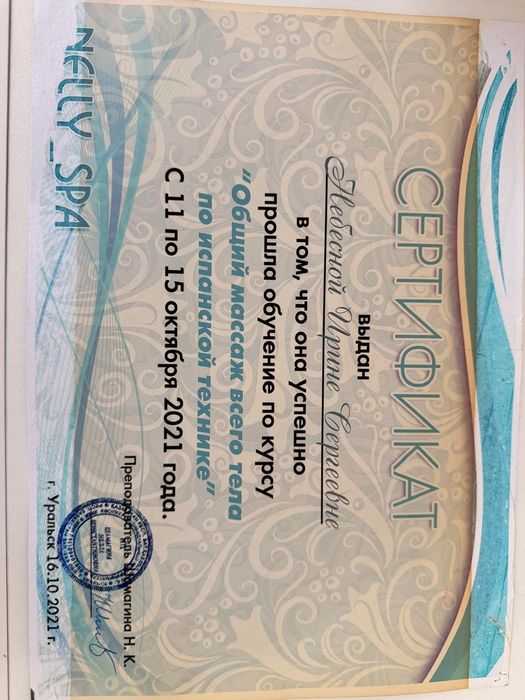 СЕРТИФИКАТ
выдан
Небесной Ирине Сергеевне
в том, что она успешно
прошла обучение по курсу
"Общий массаж всего тела
по испанской технике"
С 11 по 15 октября 2021 года.
Преподаватель Шамагина Н. К.
г. Уральск 16.10.2021 г.
NELLY_SPA